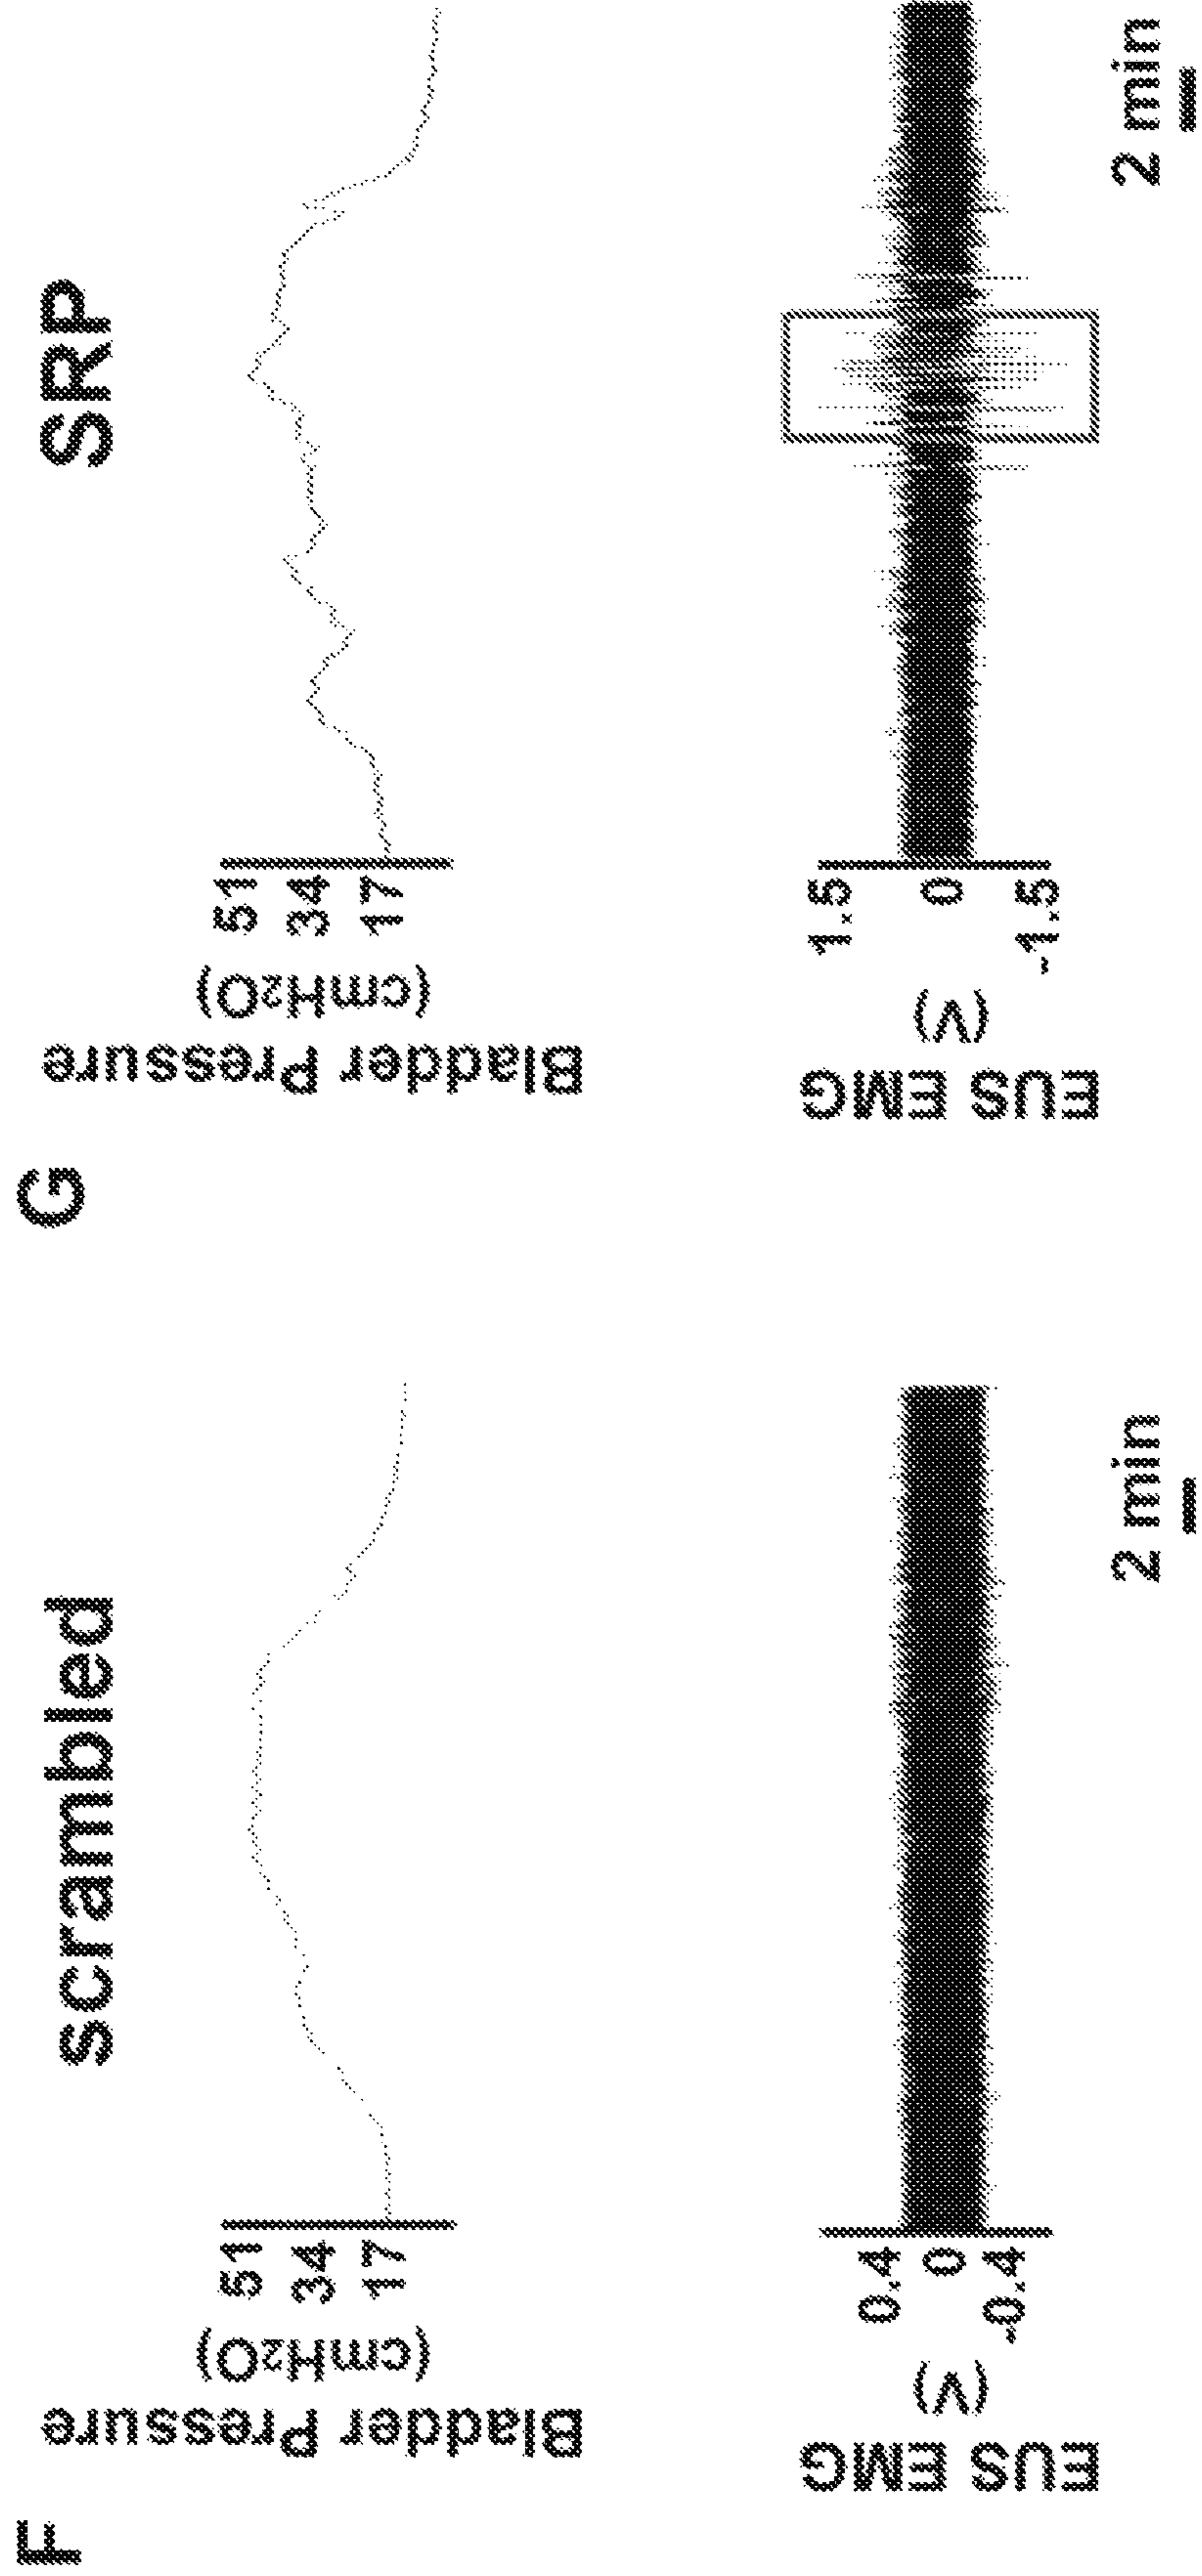 F
scrambled
Bladder Pressure
(cmH₂O)
51
34
17
EUS EMG
(V)
0.4
0
-0.4
2 min
G
SRP
Bladder Pressure
(cmH₂O)
51
34
17
EUS EMG
(V)
1.5
0
-1.5
2 min